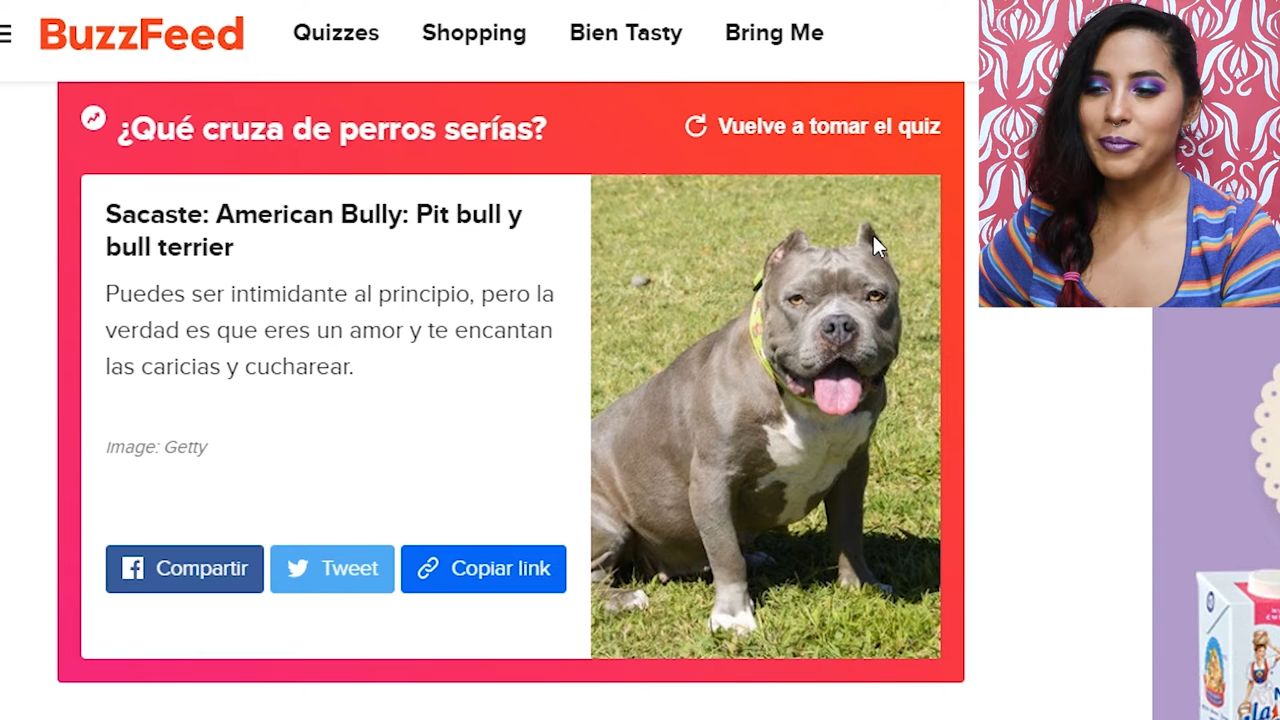 BuzzFeed Quizzes Shopping Bien Tasty Bring Me
¿Qué cruza de perros serías?
Vuelve a tomar el quiz
Sacaste: American Bully: Pit bull y
bull terrier
Puedes ser intimidante al principio, pero la
verdad es que eres un amor y te encantan
las caricias y cucharear.
Image: Getty
Compartir Tweet Copiar link